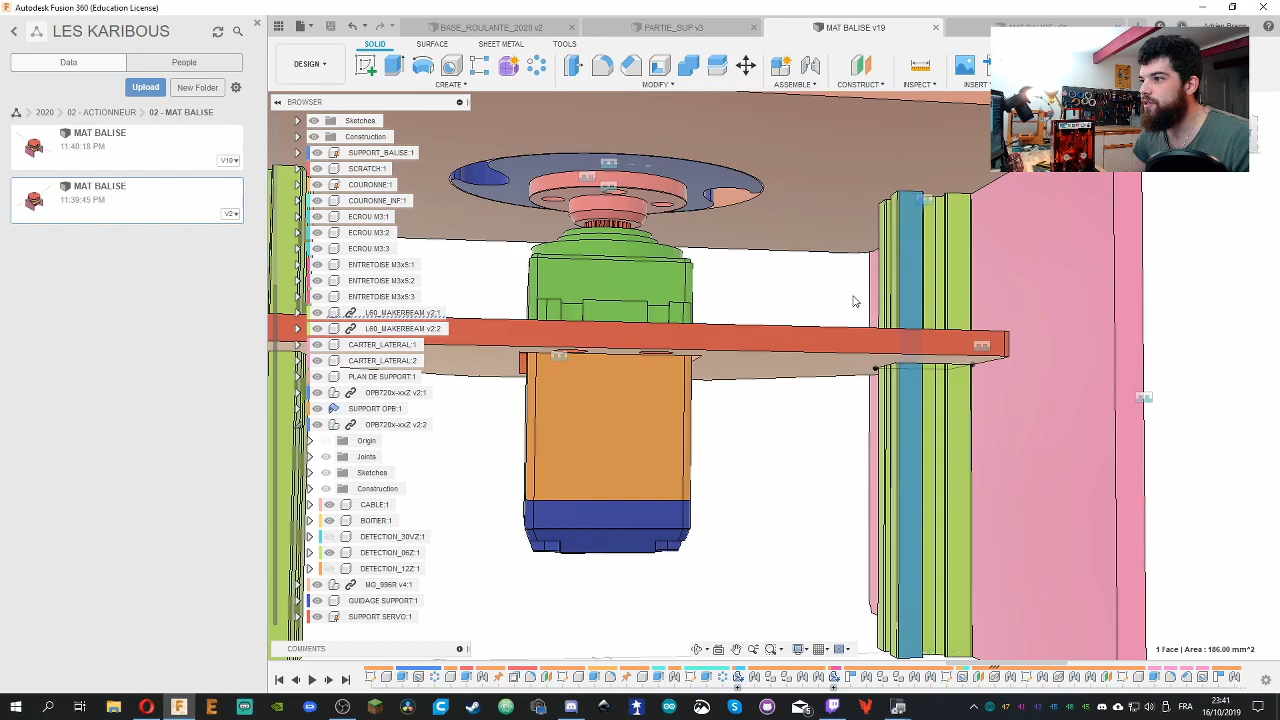 Autodesk Fusion 360 (Education License)
LES KARIBOUS
Data
People
Upload
New Folder
2020
02 - ACTIONNEUR
02 - MAT BALISE
MAT BALISE
11:40:18 PM
MAT BALISE
11:39:45 PM
V2
BASE_ROULANTE_2020 v2
PARTIE_SUP v3
MAT BALISE v19
DESIGN
SOLID
SURFACE
SHEET METAL
TOOLS
CREATE
MODIFY
ASSEMBLE
CONSTRUCT
INSPECT
INSERT
BROWSER
Sketches
Construction
SUPPORT_BALISE:1
SCRATCH:1
COURONNE:1
COURONNE_INF:1
ECROU M3:1
ECROU M3:2
ECROU M3:3
ENTRETOISE M3x5:1
ENTRETOISE M3x5:2
ENTRETOISE M3x5:3
L60_MAKERBEAM v2:1
L60_MAKERBEAM v2:2
CARTER_LATERAL:1
CARTER_LATERAL:2
PLAN DE SUPPORT:1
OPB720x-xxZ v2:1
SUPPORT OPB:1
OPB720x-xxZ v2:2
Origin
Joints
Sketches
Construction
CABLE:1
BOITIER:1
DETECTION_30VZ:1
DETECTION_06Z:1
DETECTION_12Z:1
MG_996R v4:1
GUIDAGE SUPPORT:1
SUPPORT SERVO:1
COMMENTS
1 Face | Area : 186.00 mm^2
FRA
23:41
16/10/2019